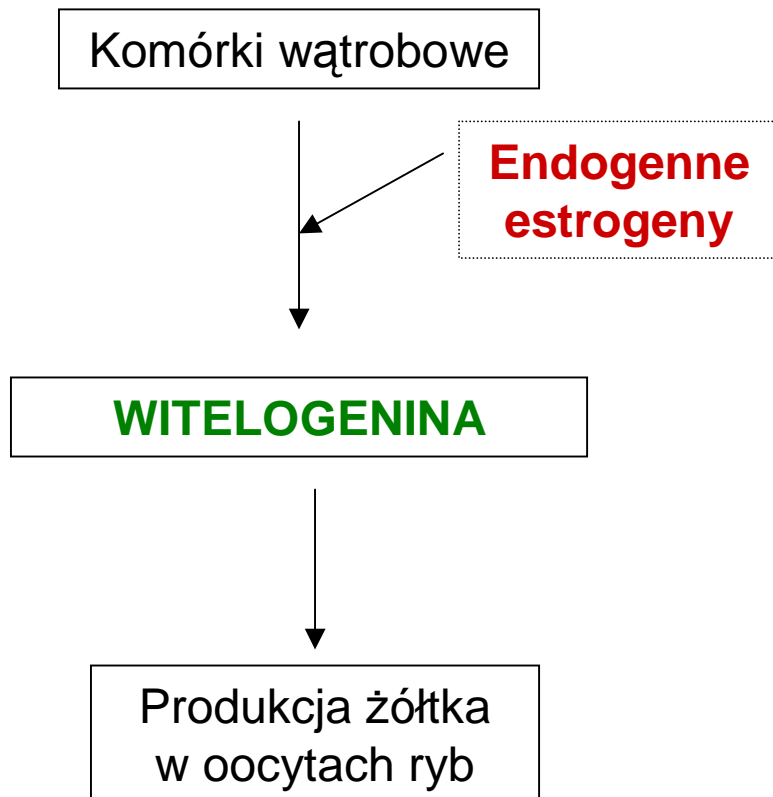 Komórki wątrobowe
Endogenne
estrogeny
WITELOGENINA
Produkcja żółtka
w oocytach ryb